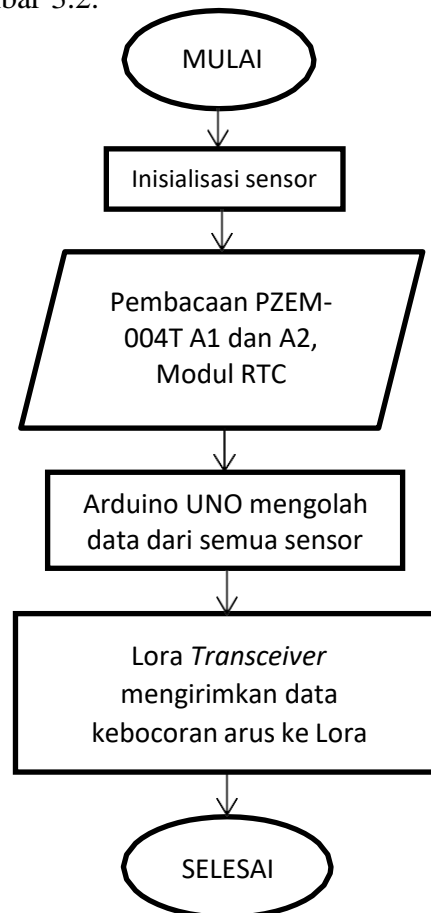 bar 3.2.
MULAI
Inisialisasi sensor
Pembacaan PZEM-
004T A1 dan A2,
Modul RTC
Arduino UNO mengolah
data dari semua sensor
Lora Transceiver
mengirimkan data
kebocoran arus ke Lora
SELESAI